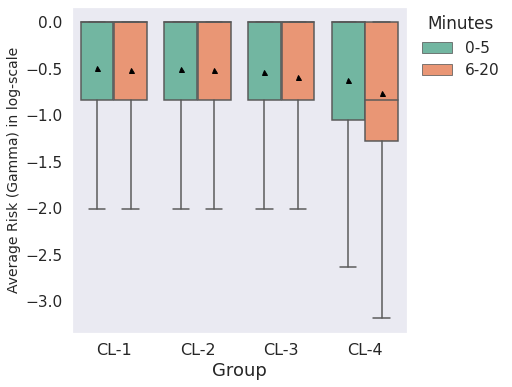 Minutes
0-5
6-20
Average Risk (Gamma) in log-scale
0.0
−0.5
−1.0
−1.5
−2.0
−2.5
−3.0
CL-1 CL-2 CL-3 CL-4
Group